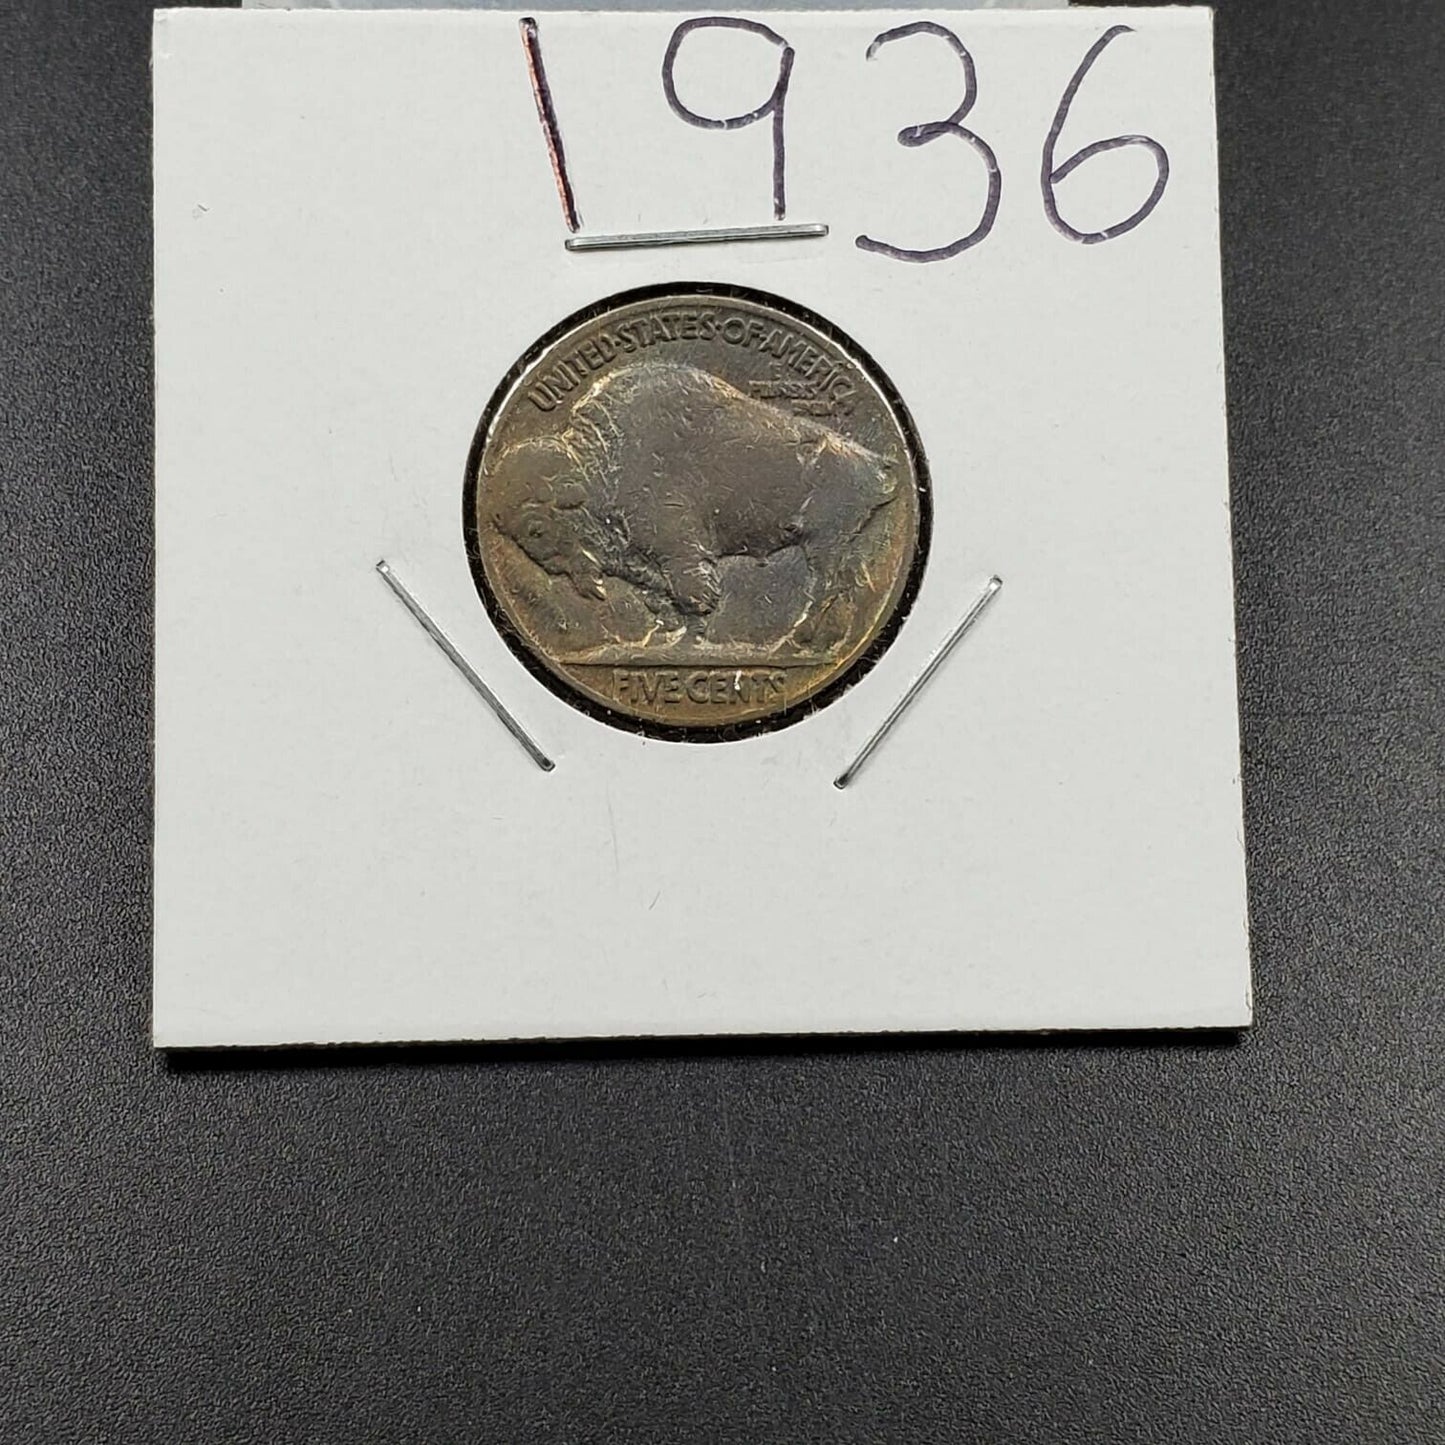 1936
UNITED·STATES·OF·AMERICA
E
PLURIBUS
UNUM
FIVE CENTS